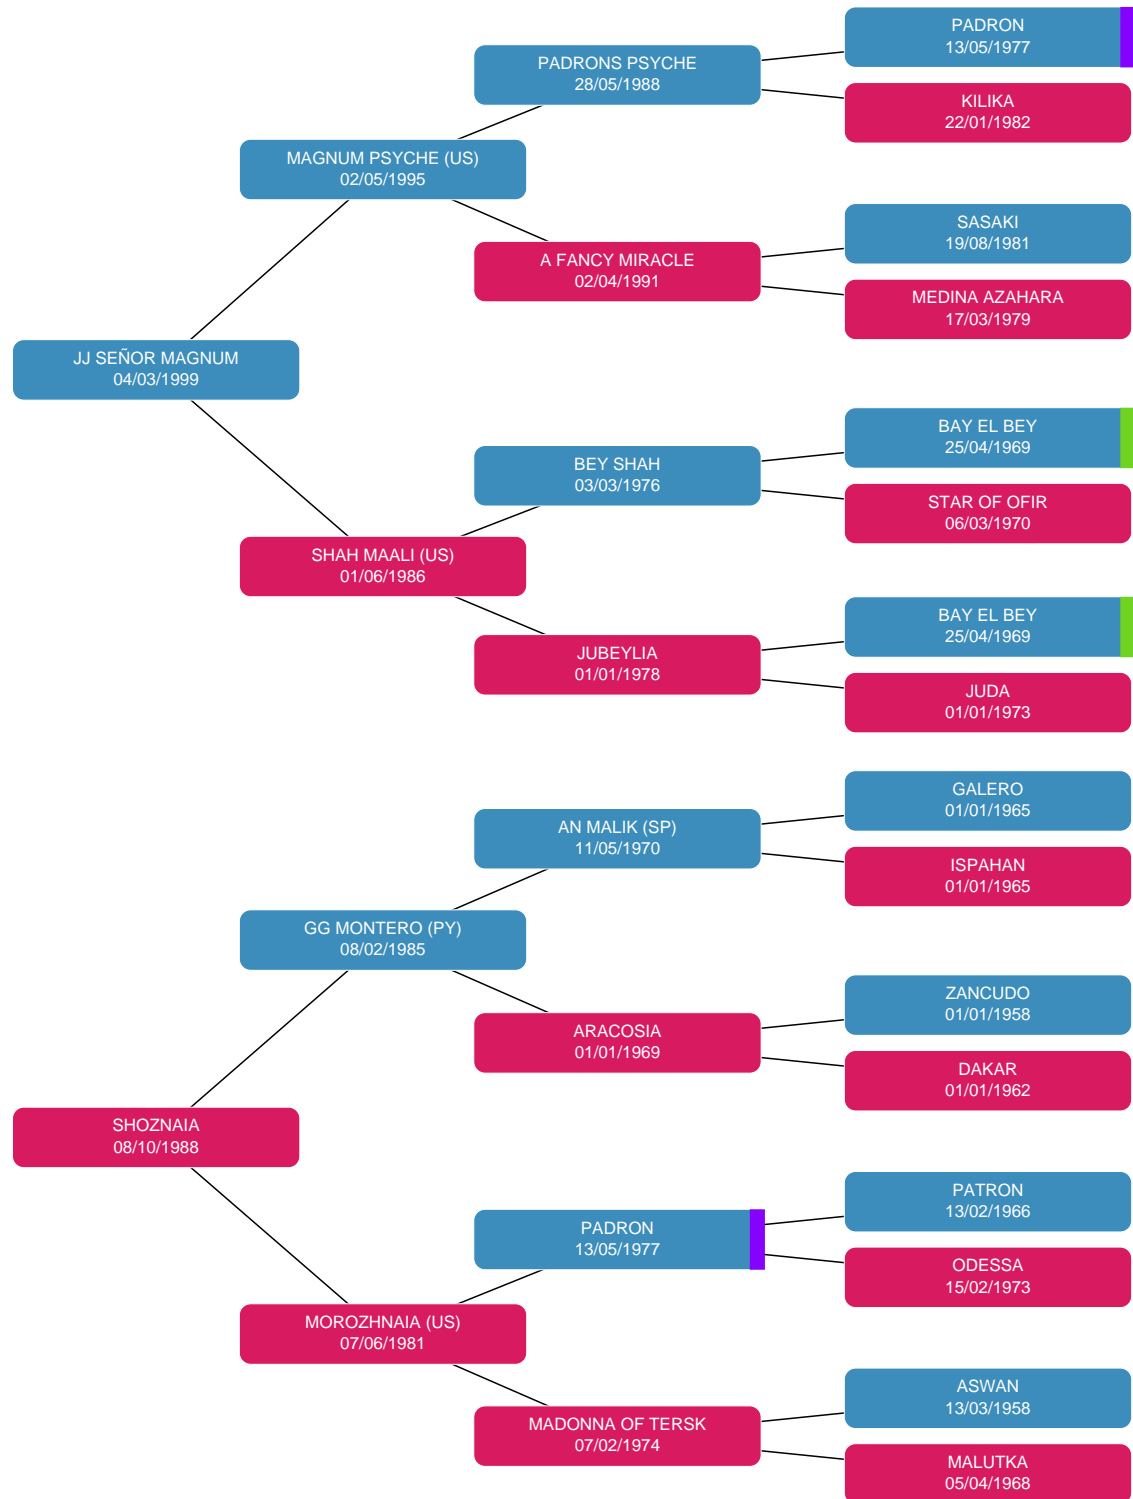 PADRON
13/05/1977
PADRONS PSYCHE
28/05/1988
KILIKA
22/01/1982
MAGNUM PSYCHE (US)
02/05/1995
SASAKI
19/08/1981
A FANCY MIRACLE
02/04/1991
MEDINA AZAHARA
17/03/1979
JJ SEÑOR MAGNUM
04/03/1999
BAY EL BEY
25/04/1969
BEY SHAH
03/03/1976
STAR OF OFIR
06/03/1970
SHAH MAALI (US)
01/06/1986
BAY EL BEY
25/04/1969
JUBEYLIA
01/01/1978
JUDA
01/01/1973
GALERO
01/01/1965
AN MALIK (SP)
11/05/1970
ISPAHAN
01/01/1965
GG MONTERO (PY)
08/02/1985
ZANCUDO
01/01/1958
ARACOSIA
01/01/1969
DAKAR
01/01/1962
SHOZNAIA
08/10/1988
PATRON
13/02/1966
PADRON
13/05/1977
ODESSA
15/02/1973
MOROZHNAIA (US)
07/06/1981
ASWAN
13/03/1958
MADONNA OF TERSK
07/02/1974
MALUTKA
05/04/1968